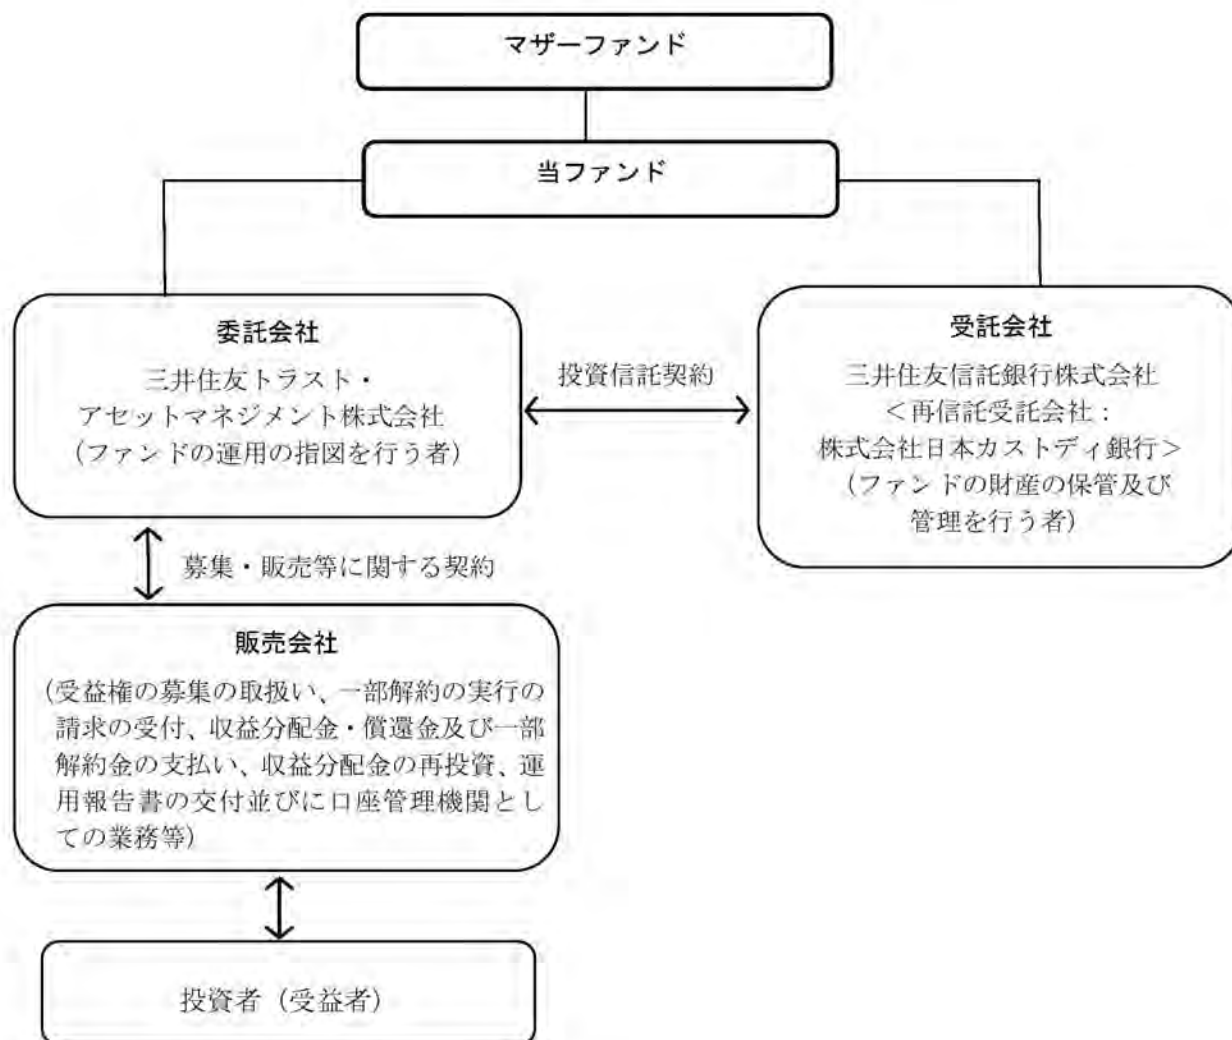 マザーファンド
当ファンド
委託会社
三井住友トラスト・
アセットマネジメント株式会社
（ファンドの運用の指図を行う者）
投資信託契約
受託会社
三井住友信託銀行株式会社
＜再信託受託会社：
株式会社日本カストディ銀行＞
（ファンドの財産の保管及び
管理を行う者）
募集・販売等に関する契約
販売会社
（受益権の募集の取扱い、一部解約の実行の
請求の受付、収益分配金・償還金及び一部
解約金の支払い、収益分配金の再投資、運
用報告書の交付並びに口座管理機関とし
ての業務等）
投資者（受益者）